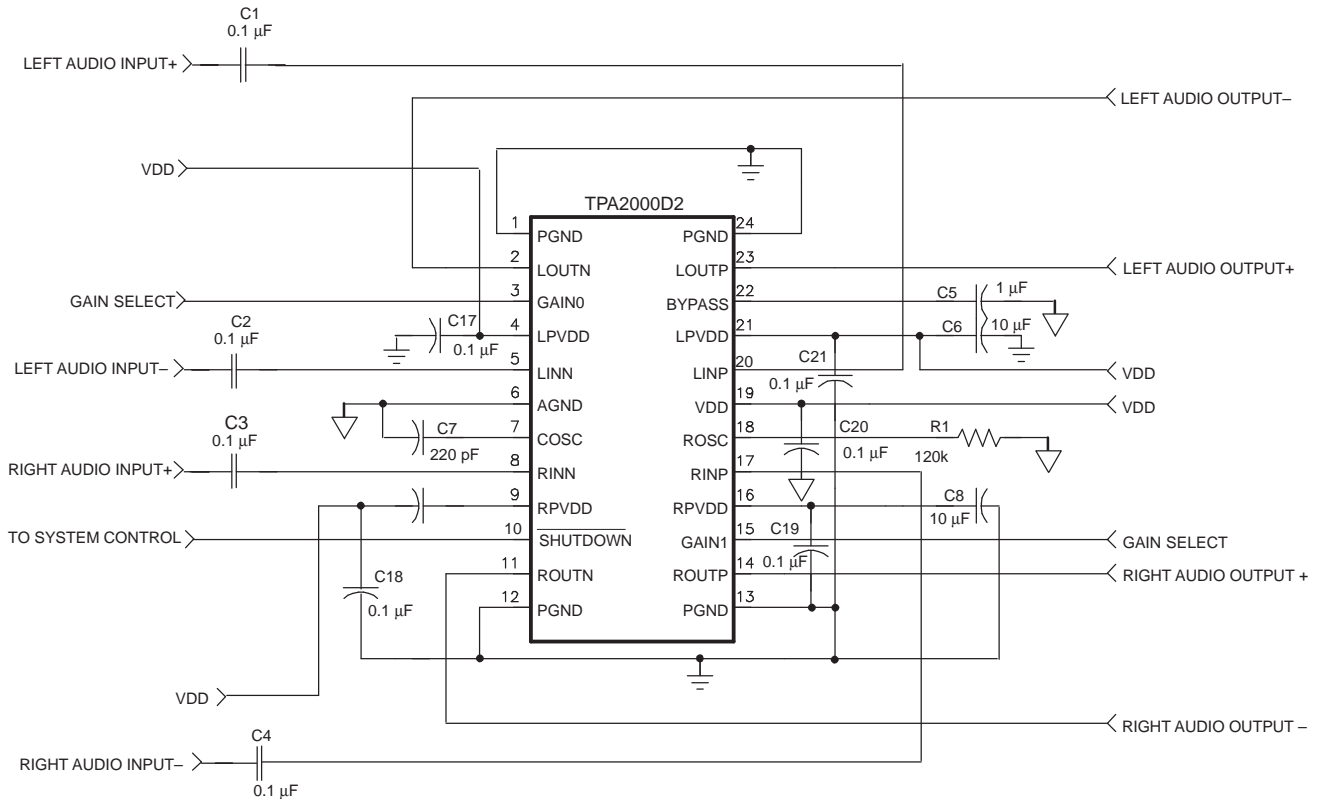 C1
0.1 µF
LEFT AUDIO INPUT+
LEFT AUDIO OUTPUT–
VDD
TPA2000D2
1
PGND
PGND
24
2
LOUTN
LOUTP
23
LEFT AUDIO OUTPUT+
GAIN SELECT
3
GAIN0
BYPASS
22
C5
1 µF
C17
0.1 µF
4
LPVDD
LPVDD
21
C6
10 µF
C2
0.1 µF
LEFT AUDIO INPUT–
5
LINN
LINP
20
C21
0.1 µF
VDD
6
AGND
VDD
19
VDD
C7
220 pF
7
COSC
ROSC
18
C20
0.1 µF
R1
120k
C3
0.1 µF
RIGHT AUDIO INPUT+
8
RINN
RINP
17
9
RPVDD
RPVDD
16
C8
10 µF
TO SYSTEM CONTROL
10
SHUTDOWN
GAIN1
15
C19
0.1 µF
GAIN SELECT
11
ROUTN
ROUTP
14
RIGHT AUDIO OUTPUT +
C18
0.1 µF
12
PGND
PGND
13
VDD
RIGHT AUDIO OUTPUT –
C4
RIGHT AUDIO INPUT–
0.1 µF